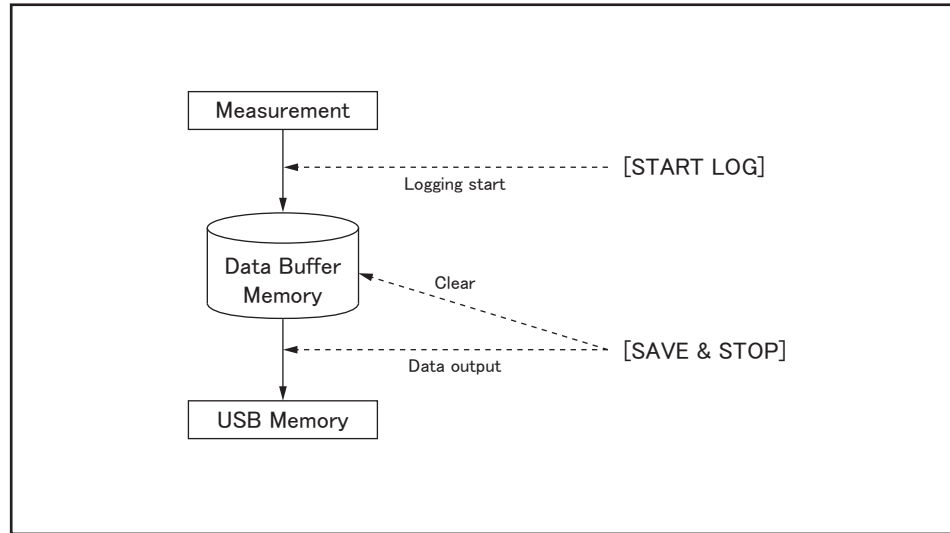 Measurement
[START LOG]
Logging start
Data Buffer
Memory
Clear
[SAVE & STOP]
Data output
USB Memory